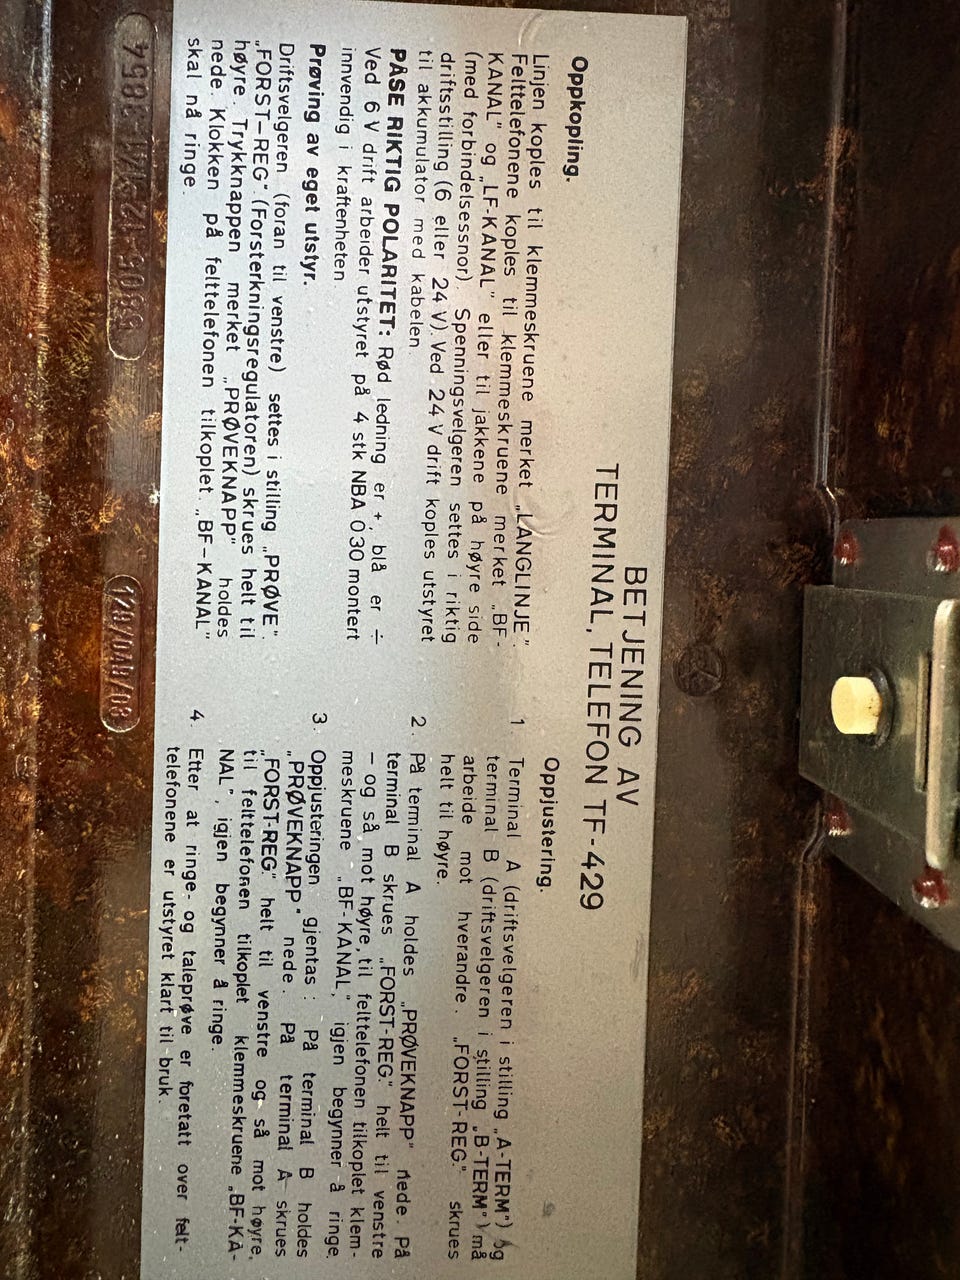 BETJENING AV
TERMINAL, TELEFON TF-429
Oppkopling.
Linjen koples til klemmeskruene merket „LANGLINJE”.
Felttelefonene koples til klemmeskruene merket „BF-
KANAL” og „LF-KANAL” eller til jakkene på høyre side
(med forbindelsessnor). Spenningsvelgeren settes i riktig
driftsstilling (6 eller 24 V). Ved 24 V drift koples utstyret
til akkumulator med kabelen.
PÅSE RIKTIG POLARITET: Rød ledning er +, blå er ÷
Ved 6 V drift arbeider utstyret på 4 stk NBA 030 montert
innvendig i kraftenheten
Prøving av eget utstyr.
Driftsvelgeren (foran til venstre) settes i stilling „PRØVE”.
„FORST-REG” (Forsterkningsregulatoren) skrues helt til
høyre. Trykknappen merket „PRØVEKNAPP” holdes
nede. Klokken på felttelefonen tilkoplet „BF-KANAL”
skal nå ringe.
Oppjustering.
1 Terminal A (driftsvelgeren i stilling „A-TERM”) og
terminal B (driftsvelgeren i stilling „B-TERM”) må
arbeide mot hverandre. „FORST-REG.” skrues
helt til høyre.
2. På terminal A holdes „PRØVEKNAPP” nede. På
terminal B skrues „FORST-REG.” helt til venstre
– og så mot høyre, til felttelefonen tilkoplet klem-
meskruene „BF-KANAL”, igjen begynner å ringe.
3. Oppjusteringen gjentas: På terminal B holdes
„PRØVEKNAPP” nede. På terminal A skrues
„FORST-REG.” helt til venstre og så mot høyre,
til felttelefonen tilkoplet klemmeskruene „BF-KA-
NAL”, igjen begynner å ringe.
4. Etter at ringe- og taleprøve er foretatt over felt-
telefonene er utstyret klart til bruk.
128/OAB/08